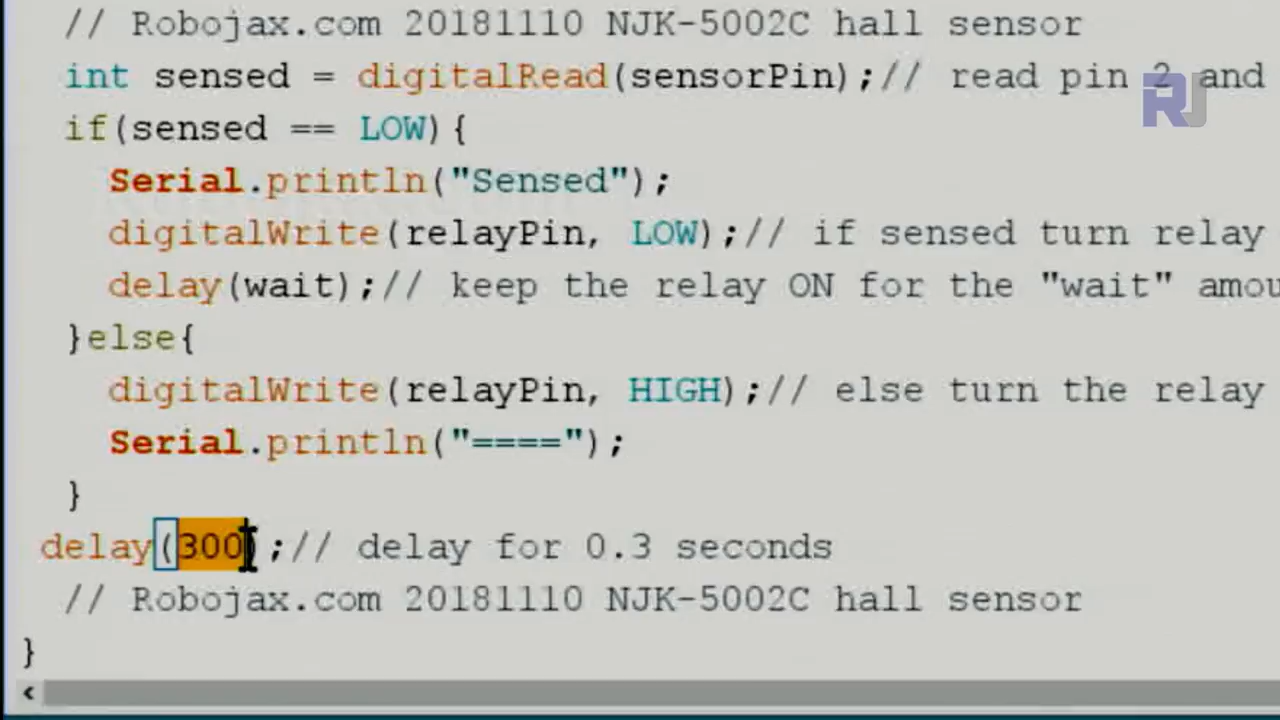 // Robojax.com 20181110 NJK-5002C hall sensor
int sensed = digitalRead(sensorPin);// read pin 2 and
RJ
if(sensed == LOW){
Serial.println("Sensed");
digitalWrite(relayPin, LOW);// if sensed turn relay
delay(wait);// keep the relay ON for the "wait" amou
}else{
digitalWrite(relayPin, HIGH);// else turn the relay
Serial.println("====");
}
delay(300);// delay for 0.3 seconds
// Robojax.com 20181110 NJK-5002C hall sensor
}